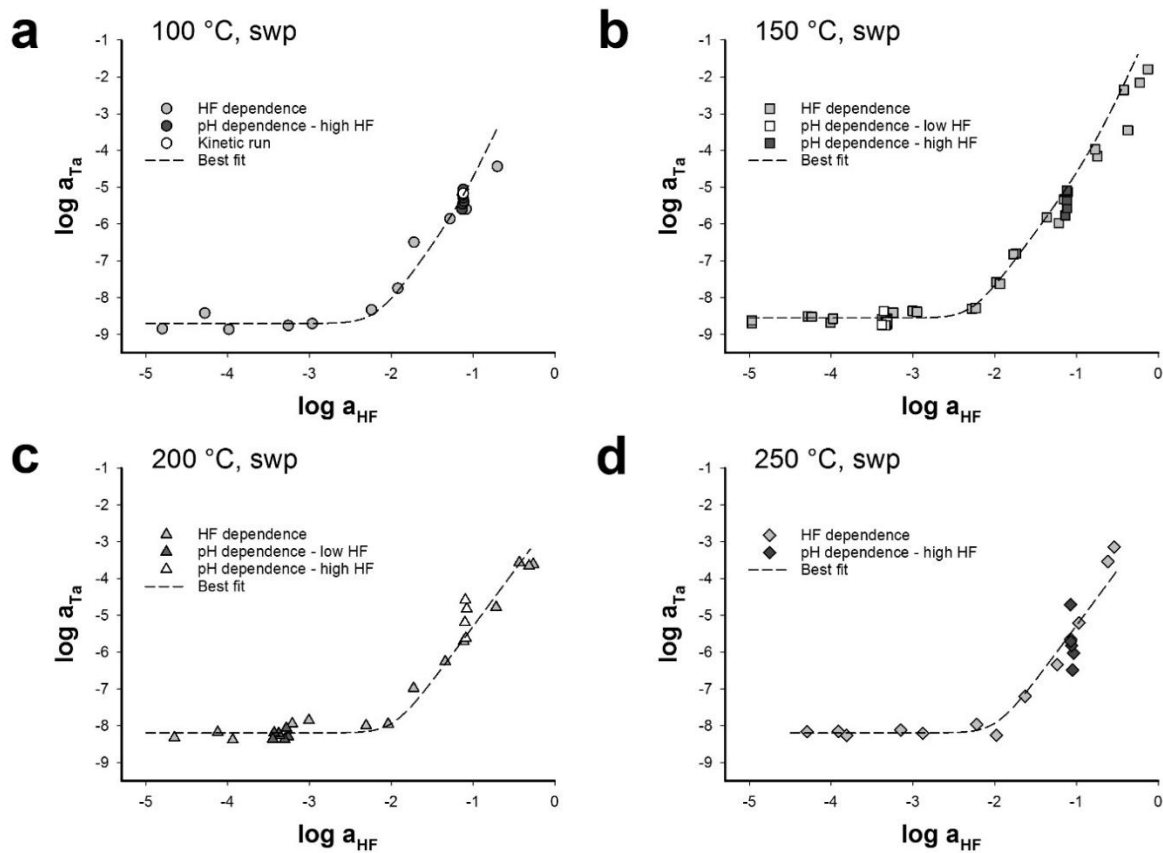 a 100 °C, swp
-1
-2
-3
-4
-5
-6
-7
-8
-9
log aTa
HF dependence
pH dependence - high HF
Kinetic run
Best fit
-5 -4 -3 -2 -1 0
log aHF
b 150 °C, swp
-1
-2
-3
-4
-5
-6
-7
-8
-9
log aTa
HF dependence
pH dependence - low HF
pH dependence - high HF
Best fit
-5 -4 -3 -2 -1 0
log aHF
c 200 °C, swp
-1
-2
-3
-4
-5
-6
-7
-8
-9
log aTa
HF dependence
pH dependence - low HF
pH dependence - high HF
Best fit
-5 -4 -3 -2 -1 0
log aHF
d 250 °C, swp
-1
-2
-3
-4
-5
-6
-7
-8
-9
log aTa
HF dependence
pH dependence - high HF
Best fit
-5 -4 -3 -2 -1 0
log aHF